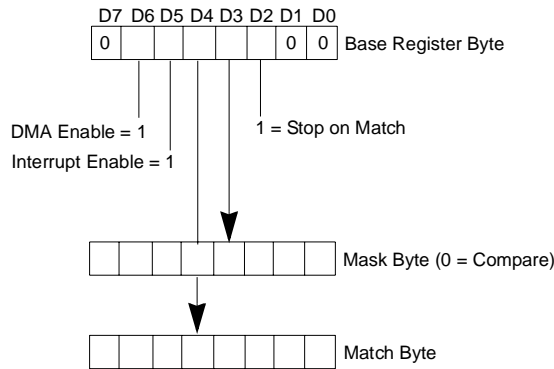 D7 D6 D5 D4 D3 D2 D1 D0
0 0 0 Base Register Byte
DMA Enable = 1
1 = Stop on Match
Interrupt Enable = 1
Mask Byte (0 = Compare)
Match Byte